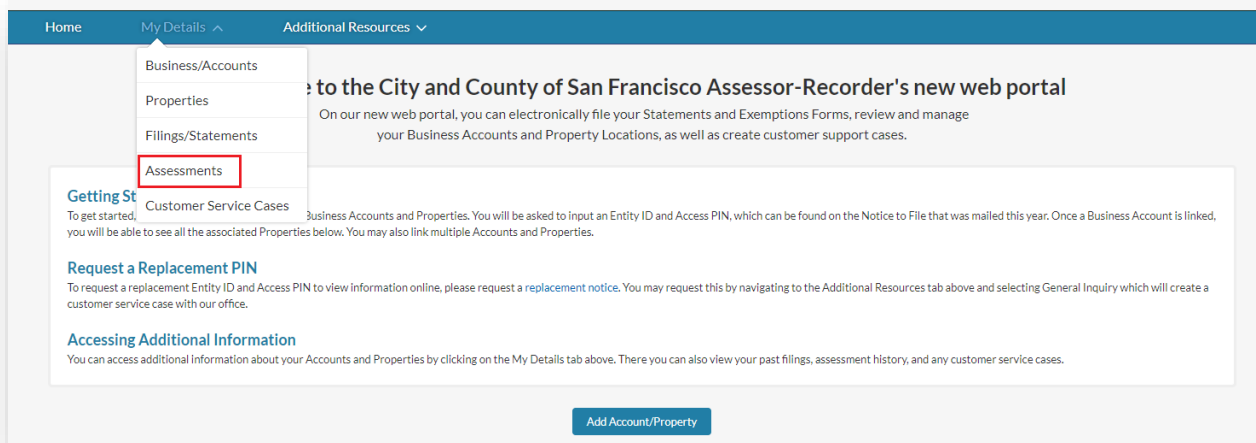 Home My Details Additional Resources
Business/Accounts
Properties
Filings/Statements
Assessments
Customer Service Cases
e to the City and County of San Francisco Assessor-Recorder's new web portal
On our new web portal, you can electronically file your Statements and Exemptions Forms, review and manage
your Business Accounts and Property Locations, as well as create customer support cases.
Getting St
To get started, Business Accounts and Properties. You will be asked to input an Entity ID and Access PIN, which can be found on the Notice to File that was mailed this year. Once a Business Account is linked,
you will be able to see all the associated Properties below. You may also link multiple Accounts and Properties.
Request a Replacement PIN
To request a replacement Entity ID and Access PIN to view information online, please request a replacement notice. You may request this by navigating to the Additional Resources tab above and selecting General Inquiry which will create a
customer service case with our office.
Accessing Additional Information
You can access additional information about your Accounts and Properties by clicking on the My Details tab above. There you can also view your past filings, assessment history, and any customer service cases.
Add Account/Property